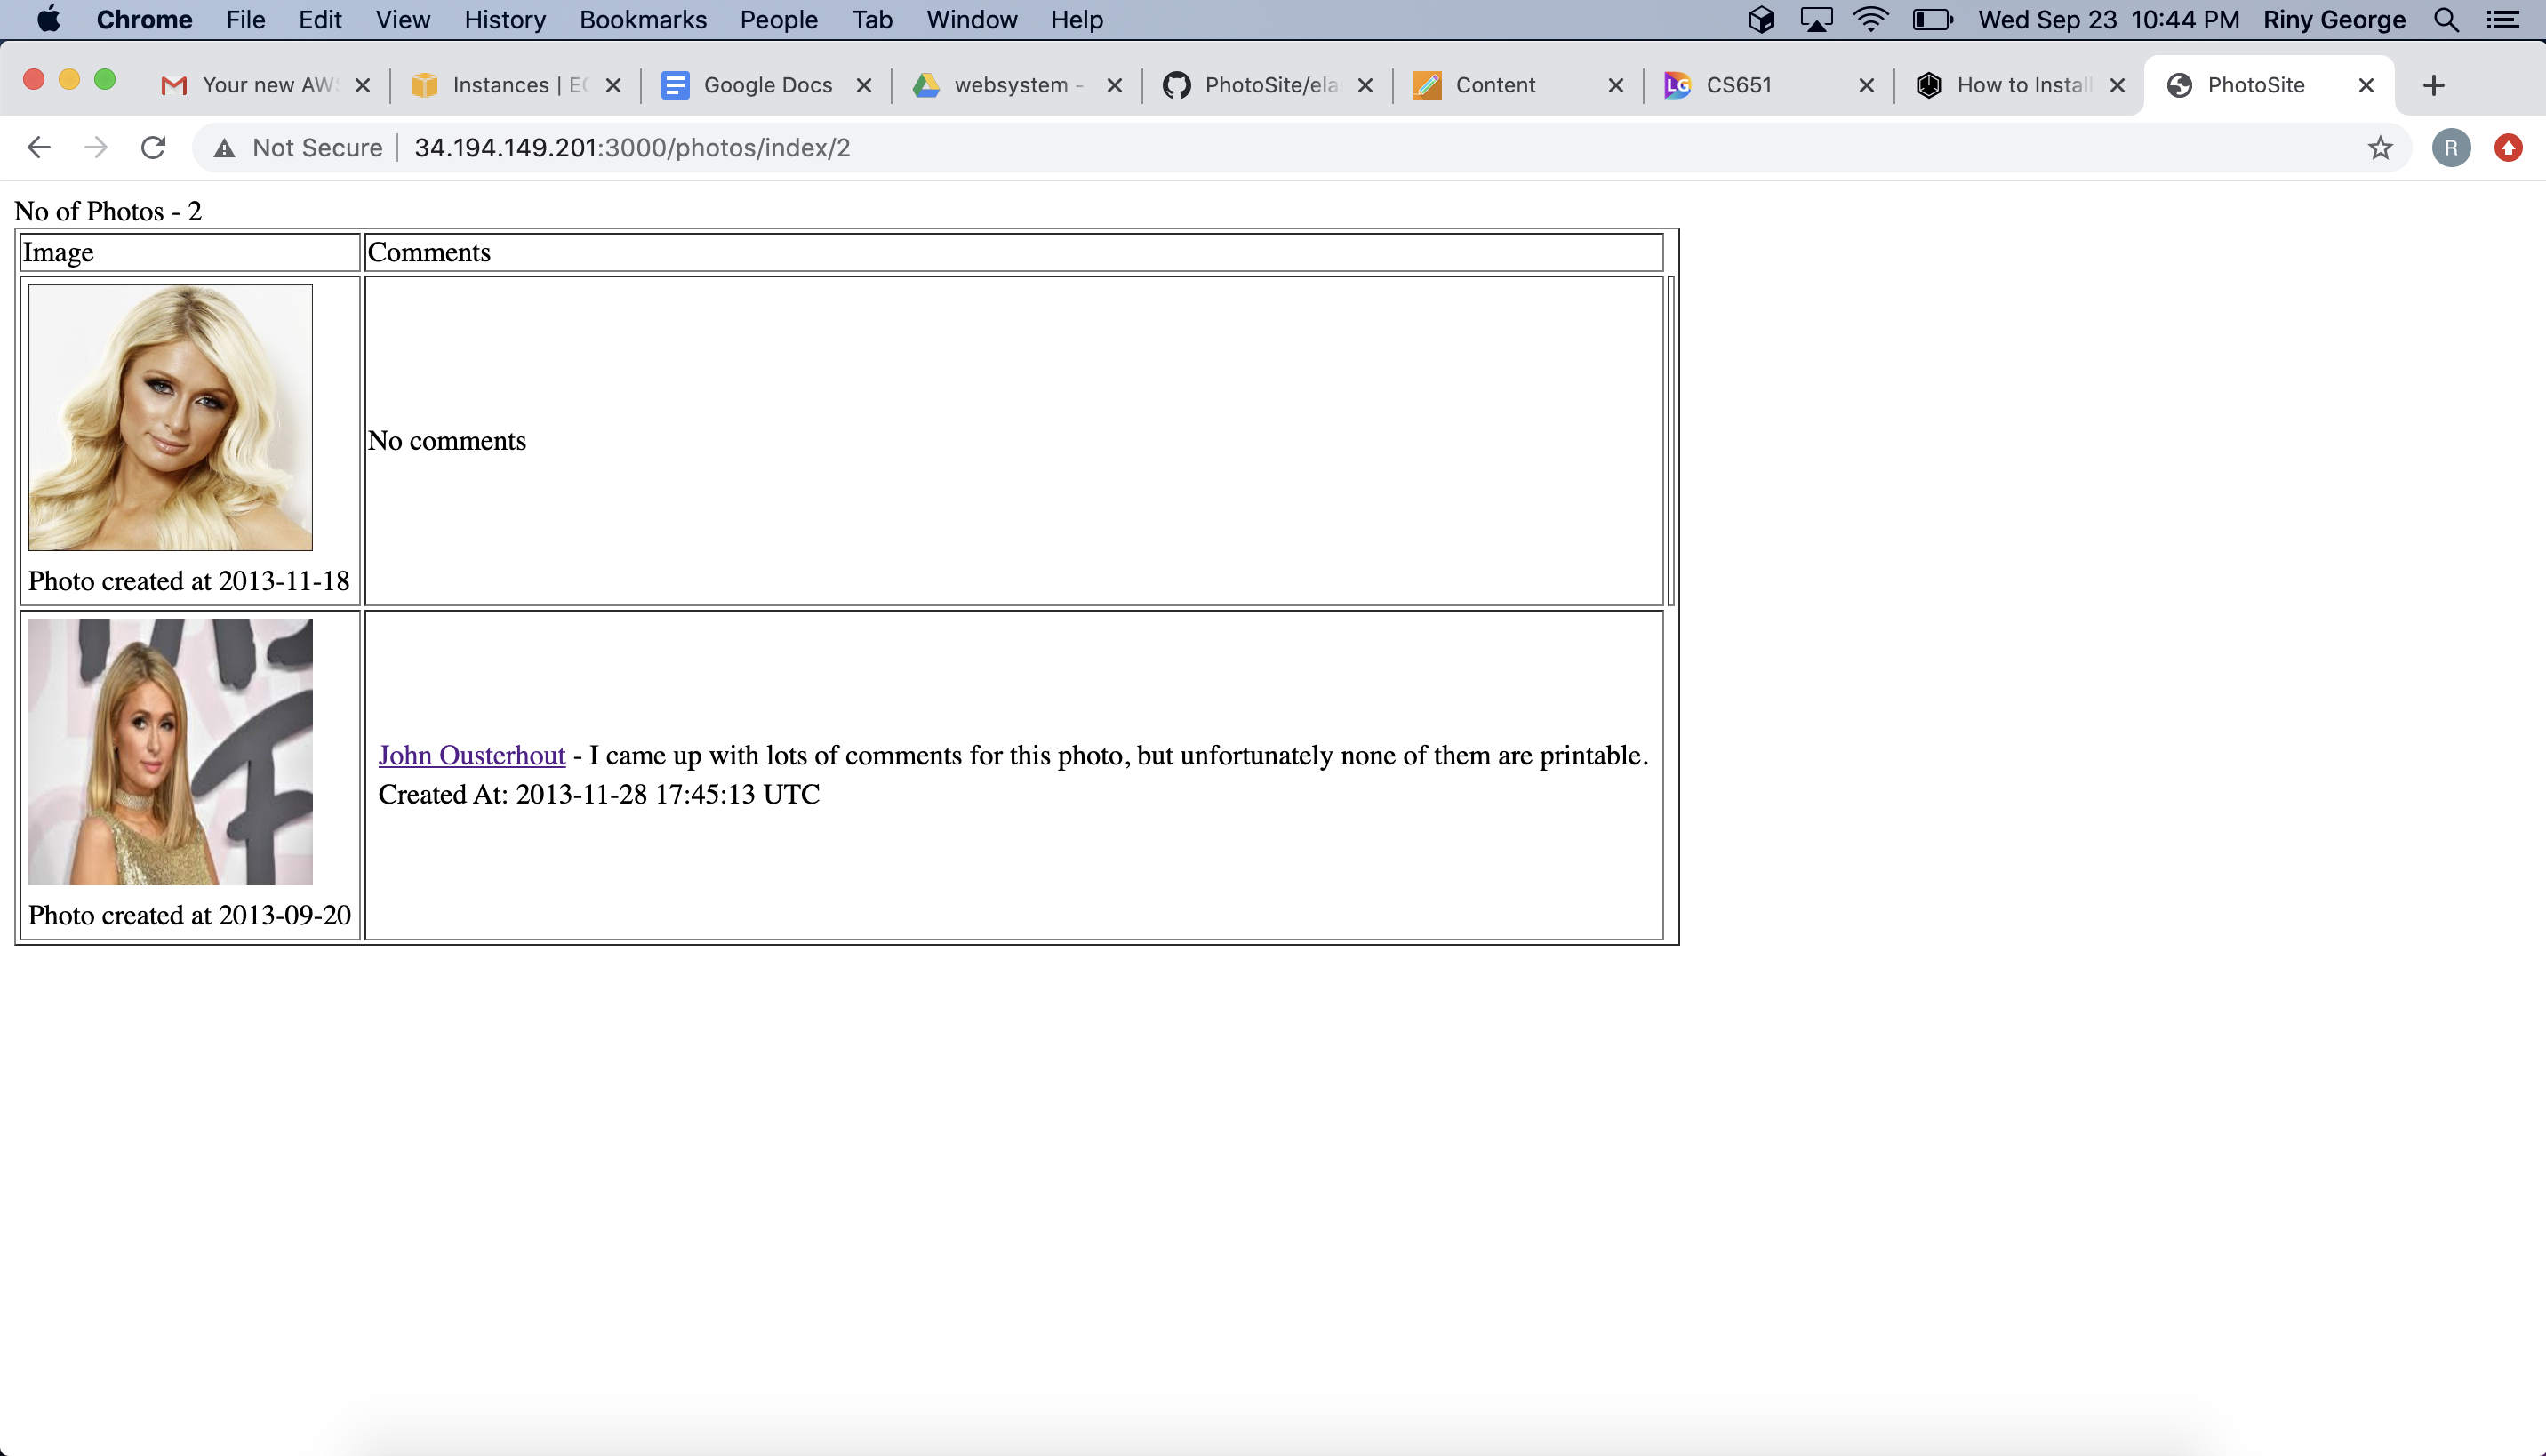 Chrome File Edit View History Bookmarks People Tab Window Help Wed Sep 23 10:44 PM Riny George
Your new AWS Instances | EC Google Docs websystem - PhotoSite/ela Content LG CS651 How to Install PhotoSite
Not Secure 34.194.149.201:3000/photos/index/2 R
No of Photos - 2
Image Comments
No comments
Photo created at 2013-11-18
John Ousterhout - I came up with lots of comments for this photo, but unfortunately none of them are printable.
Created At: 2013-11-28 17:45:13 UTC
Photo created at 2013-09-20